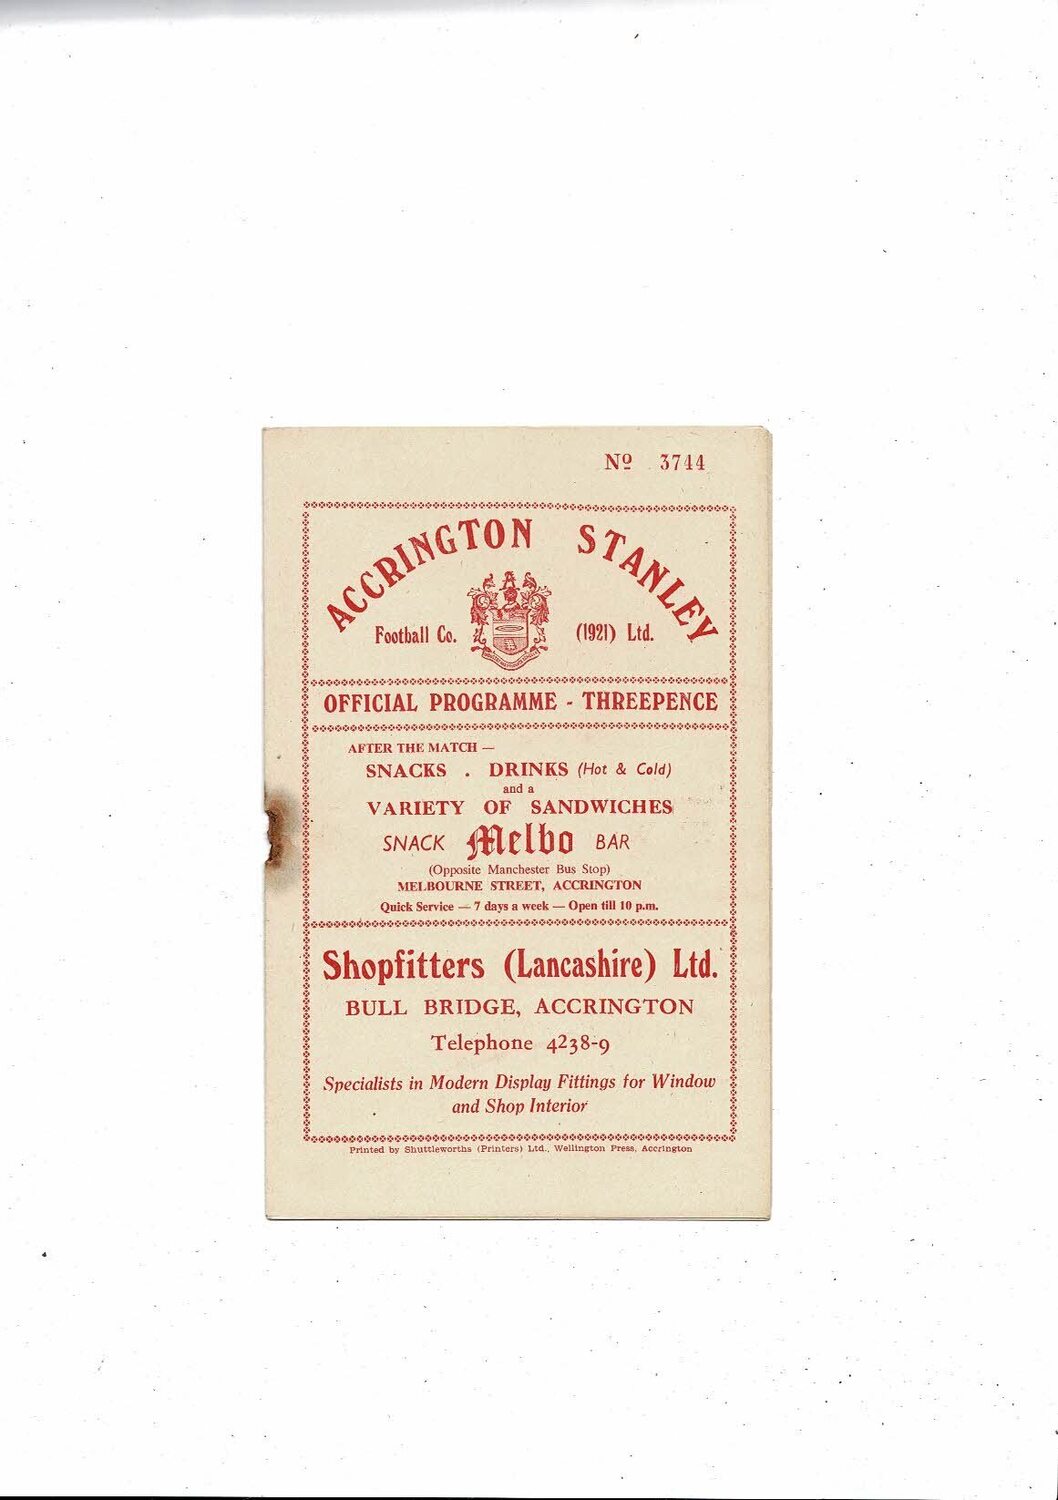 Nº 3744
ACCRINGTON STANLEY
Football Co. (1921) Ltd.
OFFICIAL PROGRAMME - THREEPENCE
AFTER THE MATCH —
SNACKS . DRINKS (Hot & Cold)
and a
VARIETY OF SANDWICHES
SNACK Melbo BAR
(Opposite Manchester Bus Stop)
MELBOURNE STREET, ACCRINGTON
Quick Service — 7 days a week — Open till 10 p.m.
Shopfitters (Lancashire) Ltd.
BULL BRIDGE, ACCRINGTON
Telephone 4238-9
Specialists in Modern Display Fittings for Window
and Shop Interior
Printed by Shuttleworths (Printers) Ltd., Wellington Press, Accrington